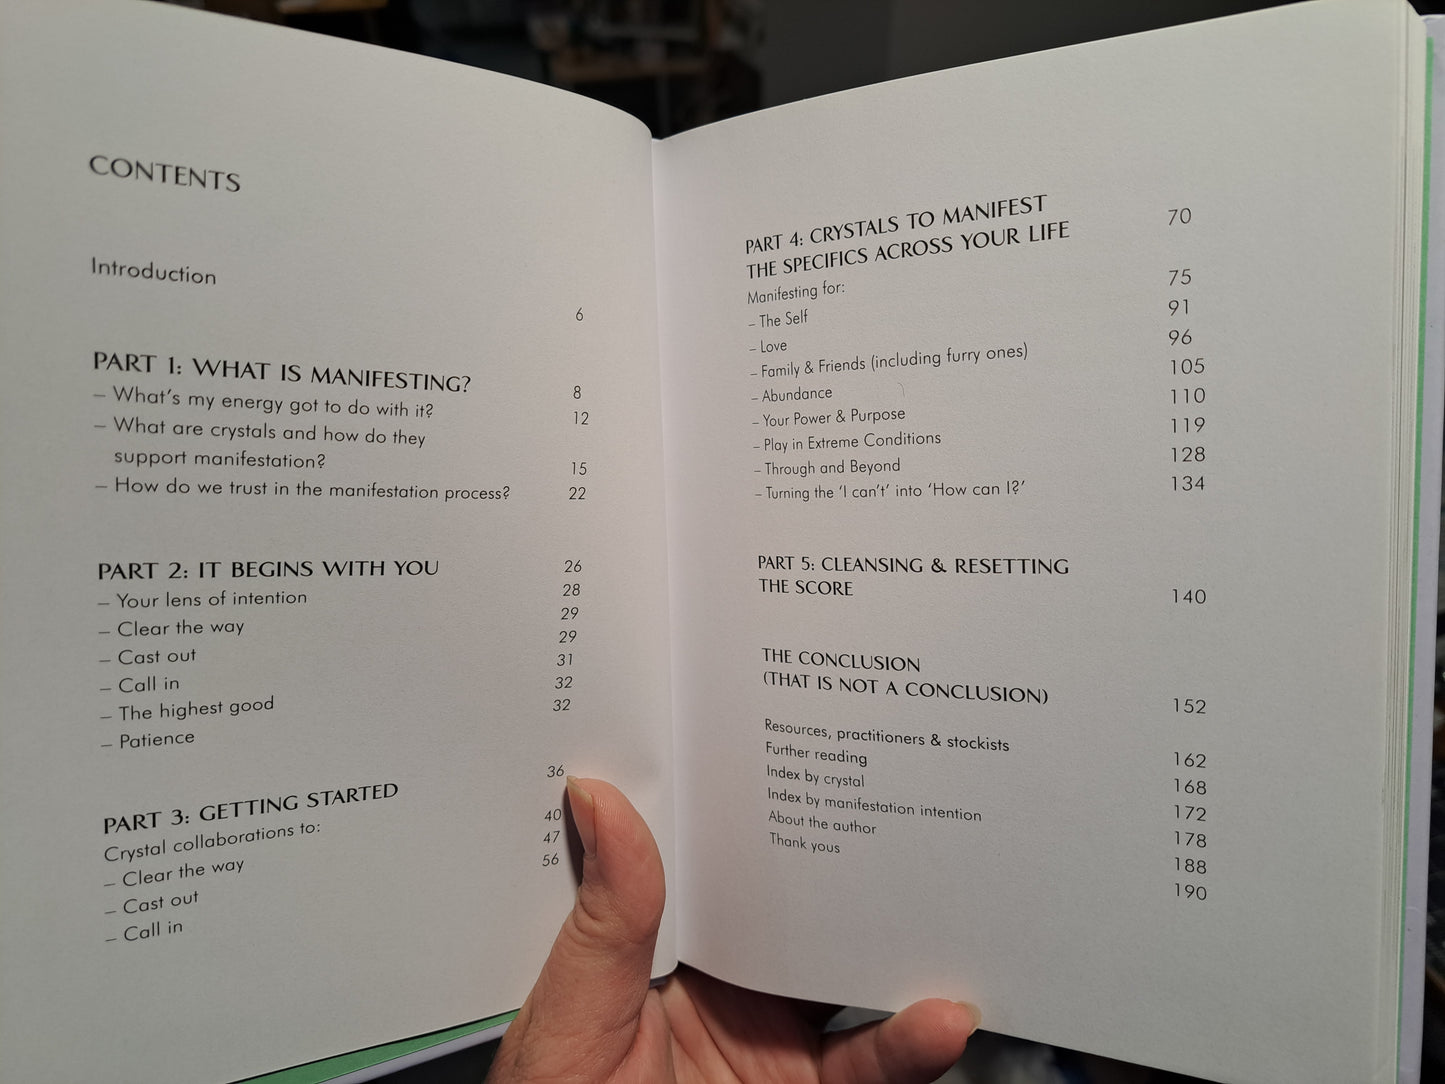 CONTENTS
Introduction 6
PART 1: WHAT IS MANIFESTING? 8
– What's my energy got to do with it? 12
– What are crystals and how do they
support manifestation? 15
– How do we trust in the manifestation process? 22
PART 2: IT BEGINS WITH YOU 26
– Your lens of intention 28
– Clear the way 29
– Cast out 29
– Call in 31
– The highest good 32
– Patience 32
PART 3: GETTING STARTED 36
Crystal collaborations to:
– Clear the way 40
– Cast out 47
– Call in 56
PART 4: CRYSTALS TO MANIFEST
THE SPECIFICS ACROSS YOUR LIFE 70
Manifesting for:
– The Self 75
– Love 91
– Family & Friends (including furry ones) 96
– Abundance 105
– Your Power & Purpose 110
– Play in Extreme Conditions 119
– Through and Beyond 128
– Turning the 'I can't' into 'How can I?' 134
PART 5: CLEANSING & RESETTING
THE SCORE 140
THE CONCLUSION
(THAT IS NOT A CONCLUSION) 152
Resources, practitioners & stockists 162
Further reading 168
Index by crystal 172
Index by manifestation intention 178
About the author 188
Thank yous 190